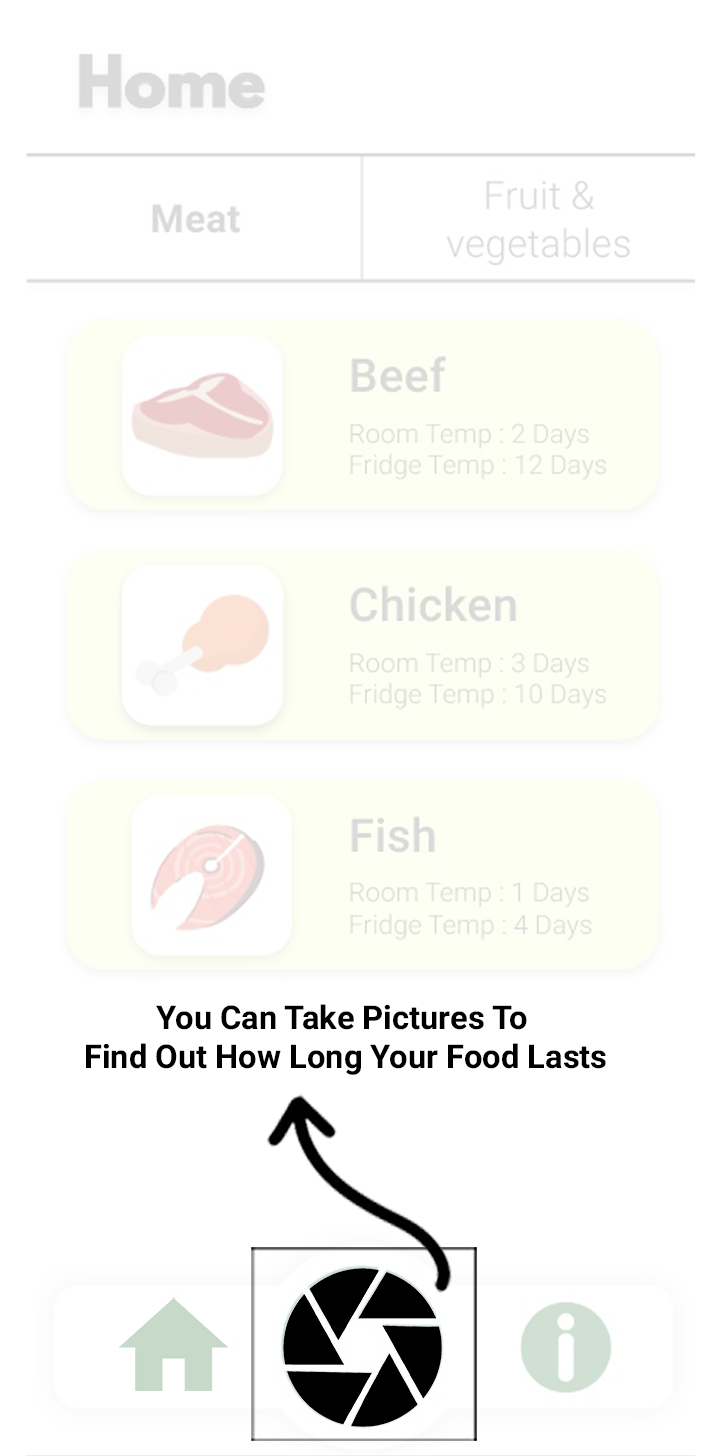 Home
Meat
Fruit &
vegetables
Beef
Room Temp : 2 Days
Fridge Temp : 12 Days
Chicken
Room Temp : 3 Days
Fridge Temp : 10 Days
Fish
Room Temp : 1 Days
Fridge Temp : 4 Days
You Can Take Pictures To
Find Out How Long Your Food Lasts